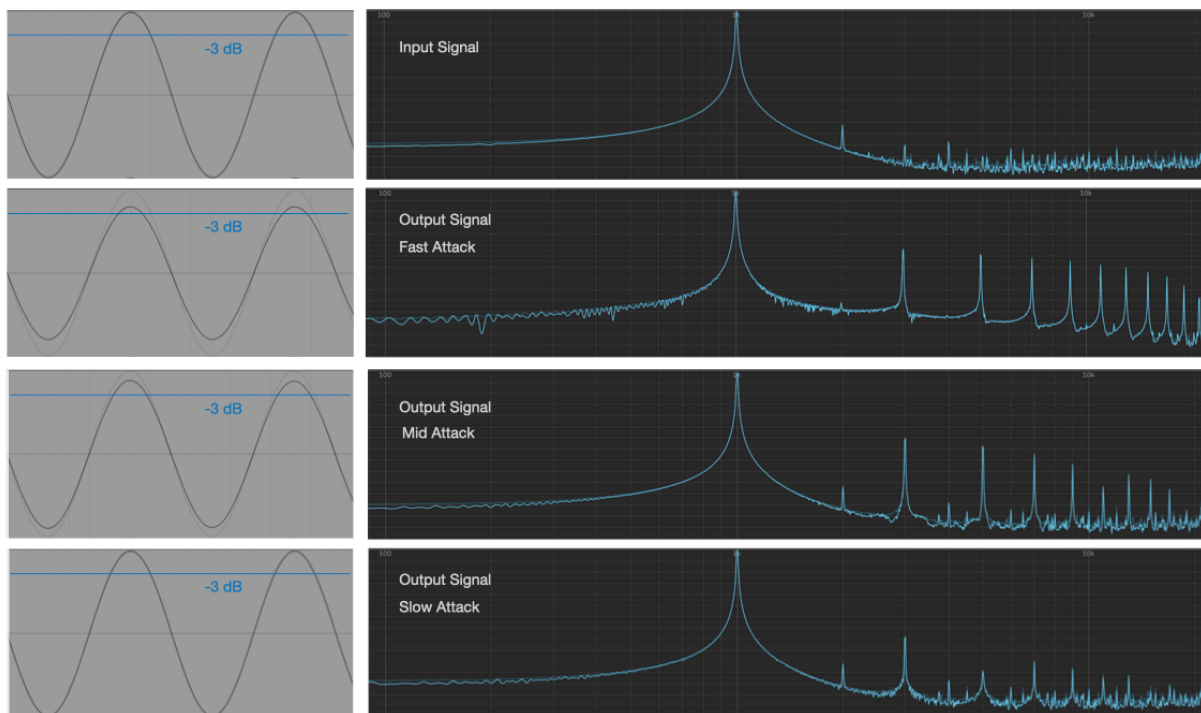 -3 dB
100
1k
10k
Input Signal
-3 dB
100
1k
10k
Output Signal
Fast Attack
-3 dB
100
1k
10k
Output Signal
Mid Attack
-3 dB
100
1k
10k
Output Signal
Slow Attack